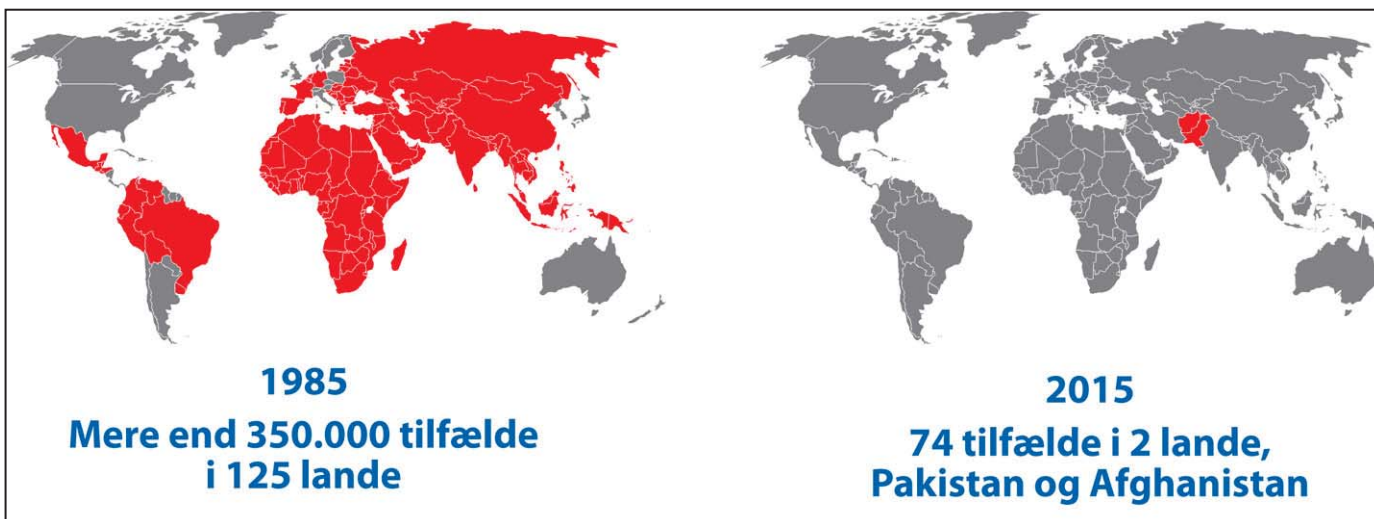 1985
Mere end 350.000 tilfælde
i 125 lande
2015
74 tilfælde i 2 lande,
Pakistan og Afghanistan